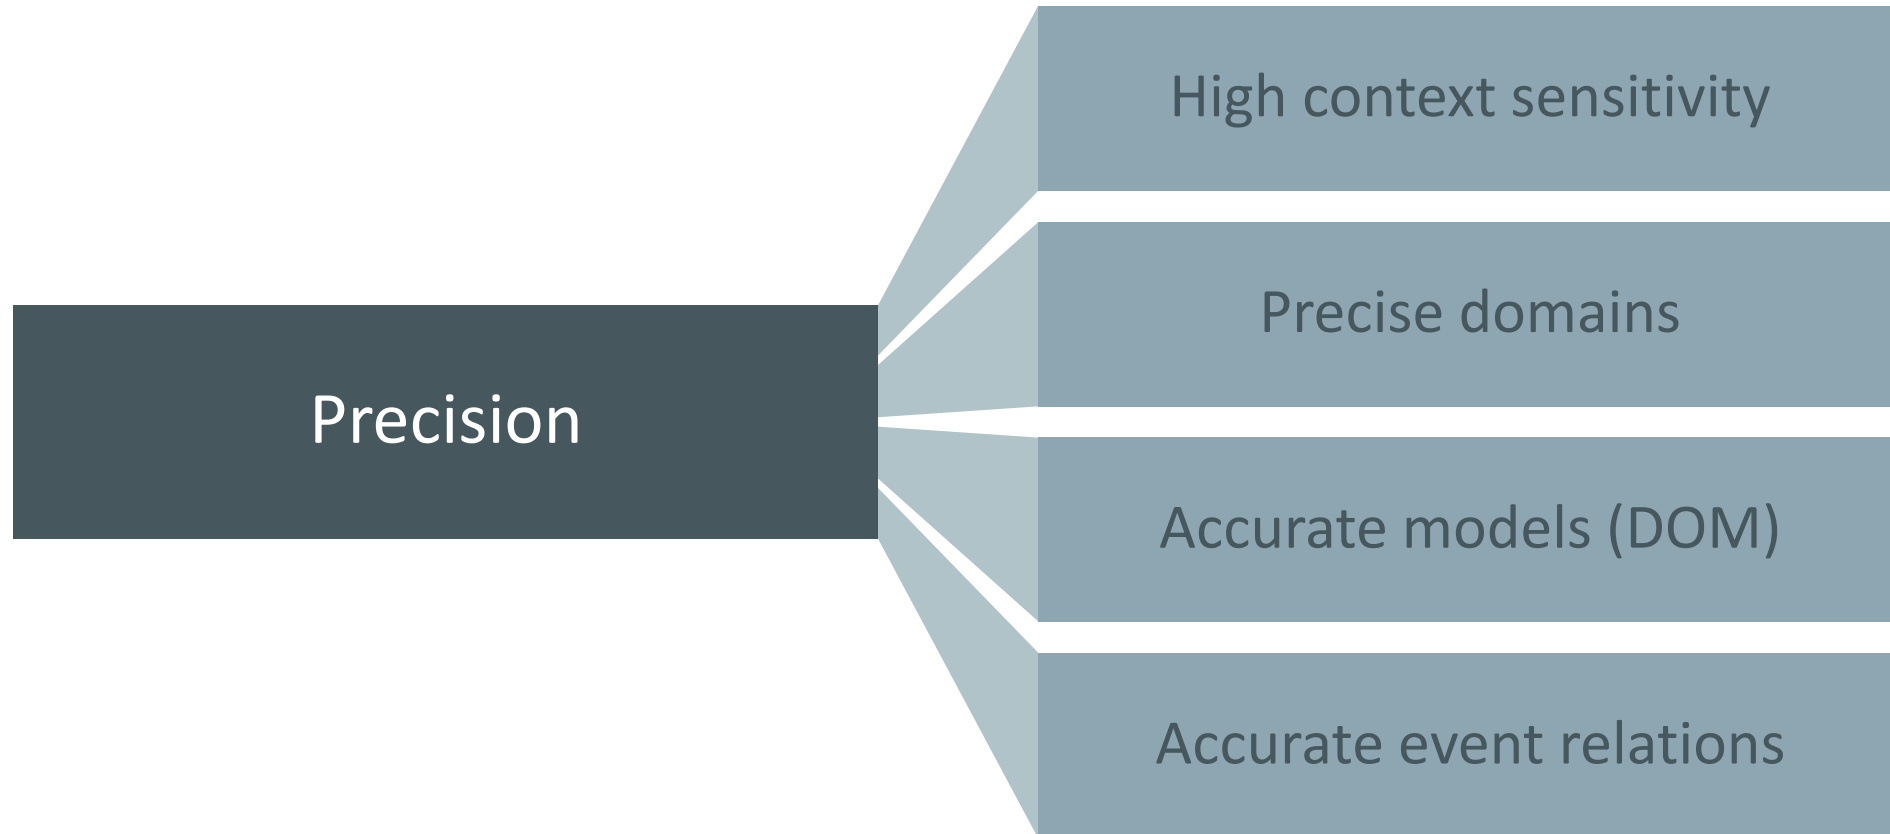 High context sensitivity
Precise domains
Precision
Accurate models (DOM)
Accurate event relations